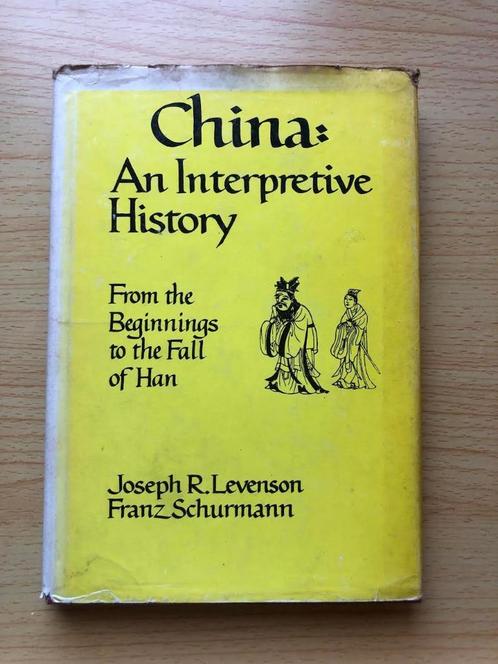 China:
An Interpretive
History
From the
Beginnings
to the Fall
of Han
Joseph R. Levenson
Franz Schurmann